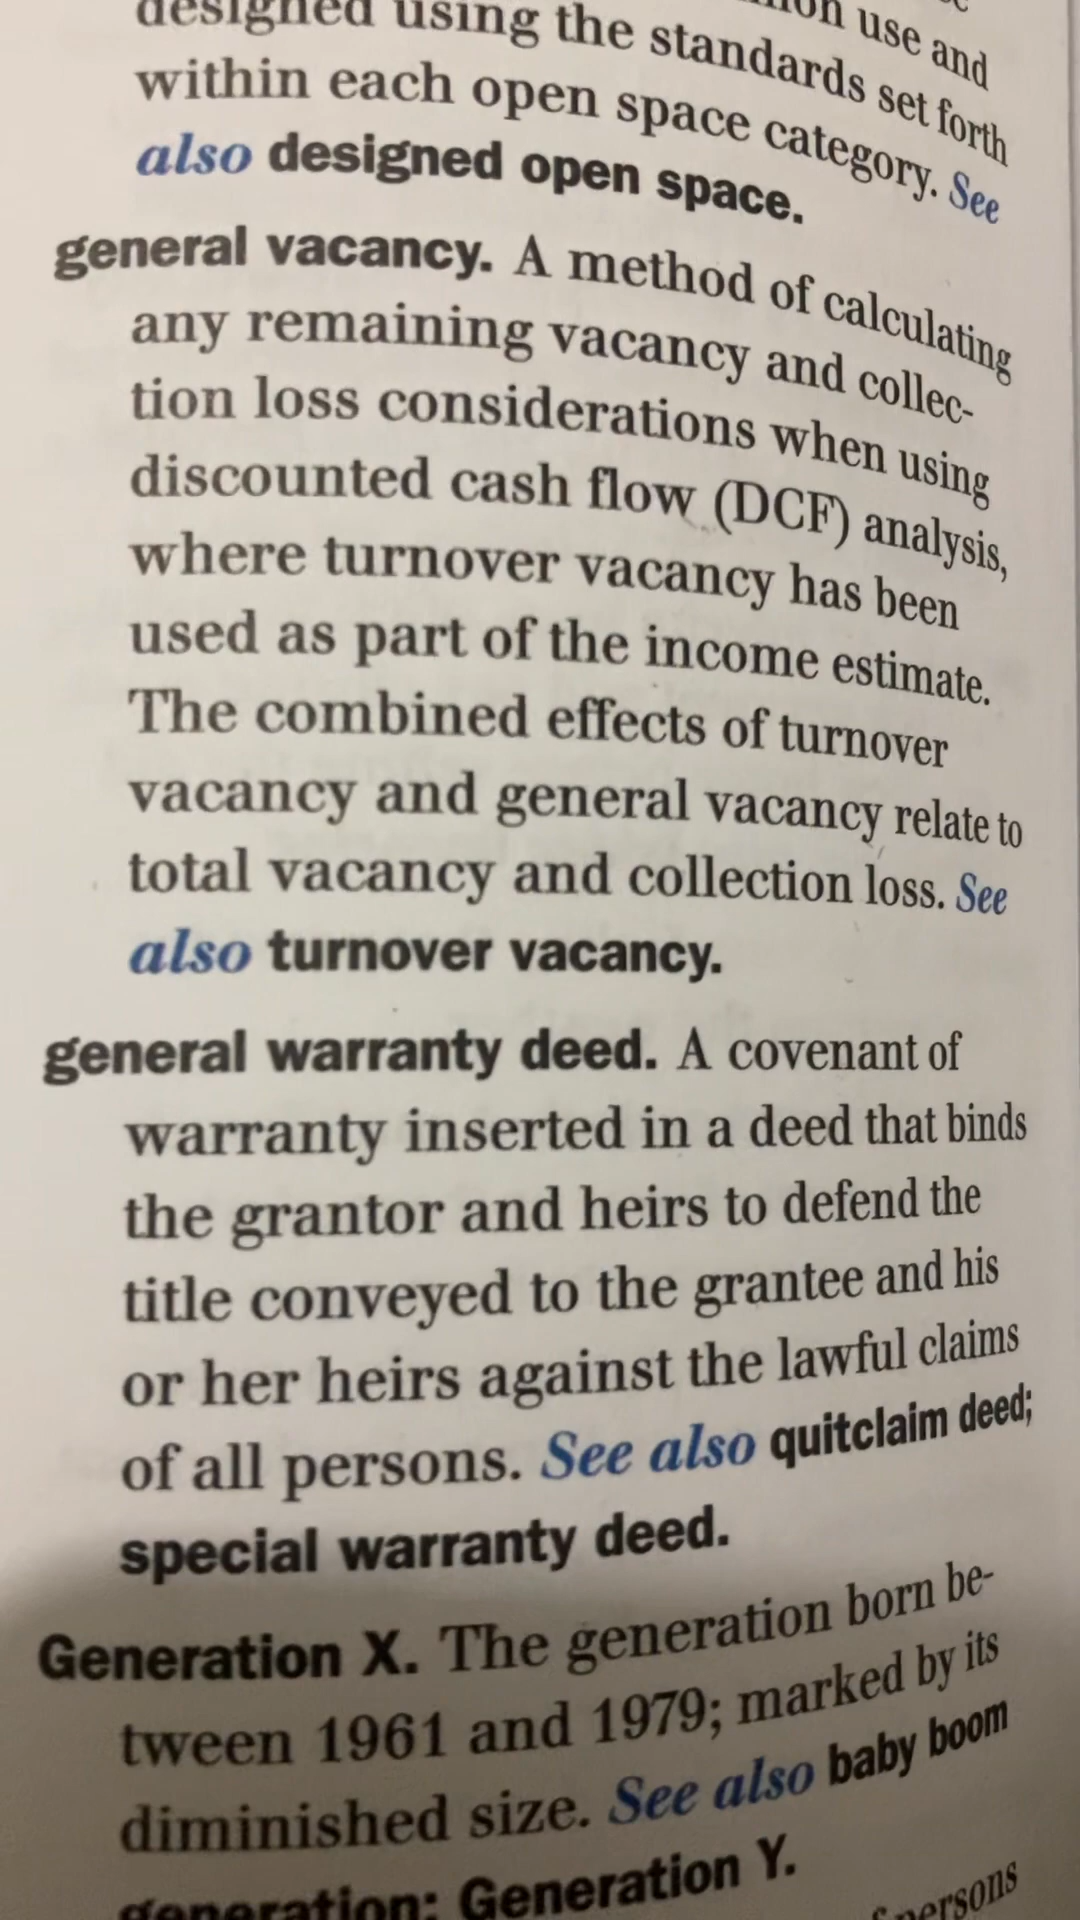 designed using the standards set forth
within each open space category. See
also designed open space.
general vacancy. A method of calculating
any remaining vacancy and collec-
tion loss considerations when using
discounted cash flow (DCF) analysis,
where turnover vacancy has been
used as part of the income estimate.
The combined effects of turnover
vacancy and general vacancy relate to
total vacancy and collection loss. See
also turnover vacancy.
general warranty deed. A covenant of
warranty inserted in a deed that binds
the grantor and heirs to defend the
title conveyed to the grantee and his
or her heirs against the lawful claims
of all persons. See also quitclaim deed;
special warranty deed.
Generation X. The generation born be-
tween 1961 and 1979; marked by its
diminished size. See also baby boom
generation; Generation Y.
persons